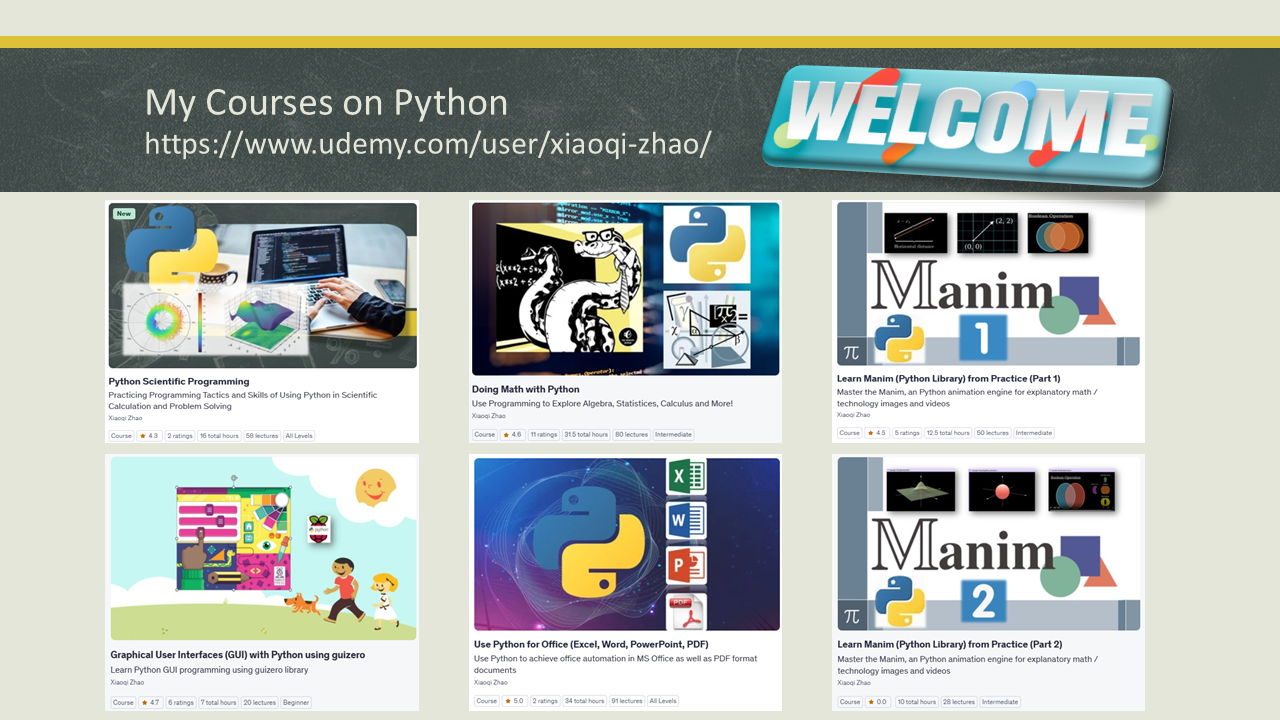 My Courses on Python
https://www.udemy.com/user/xiaoqi-zhao/
WELCOME
New
Python Scientific Programming
Practicing Programming Tactics and Skills of Using Python in Scientific
Calculation and Problem Solving
Xiaoqi Zhao
Course ★ 4.3 2 ratings 16 total hours 58 lectures All Levels
Doing Math with Python
Use Programming to Explore Algebra, Statistices, Calculus and More!
Xiaoqi Zhao
Course ★ 4.6 11 ratings 31.5 total hours 80 lectures Intermediate
(2, 2)
(0, 0)
Boolean Operation
Manim
1
π
Learn Manim (Python Library) from Practice (Part 1)
Master the Manim, an Python animation engine for explanatory math /
technology images and videos
Xiaoqi Zhao
Course ★ 4.5 5 ratings 12.5 total hours 50 lectures Intermediate
python
Graphical User Interfaces (GUI) with Python using guizero
Learn Python GUI programming using guizero library
Xiaoqi Zhao
Course ★ 4.7 6 ratings 7 total hours 20 lectures Beginner
X
W
P
PDF
Use Python for Office (Excel, Word, PowerPoint, PDF)
Use Python to achieve office automation in MS Office as well as PDF format
documents
Xiaoqi Zhao
Course ★ 5.0 2 ratings 34 total hours 91 lectures All Levels
Manim
2
π
Learn Manim (Python Library) from Practice (Part 2)
Master the Manim, an Python animation engine for explanatory math /
technology images and videos
Xiaoqi Zhao
Course ★ 0.0 10 total hours 28 lectures Intermediate